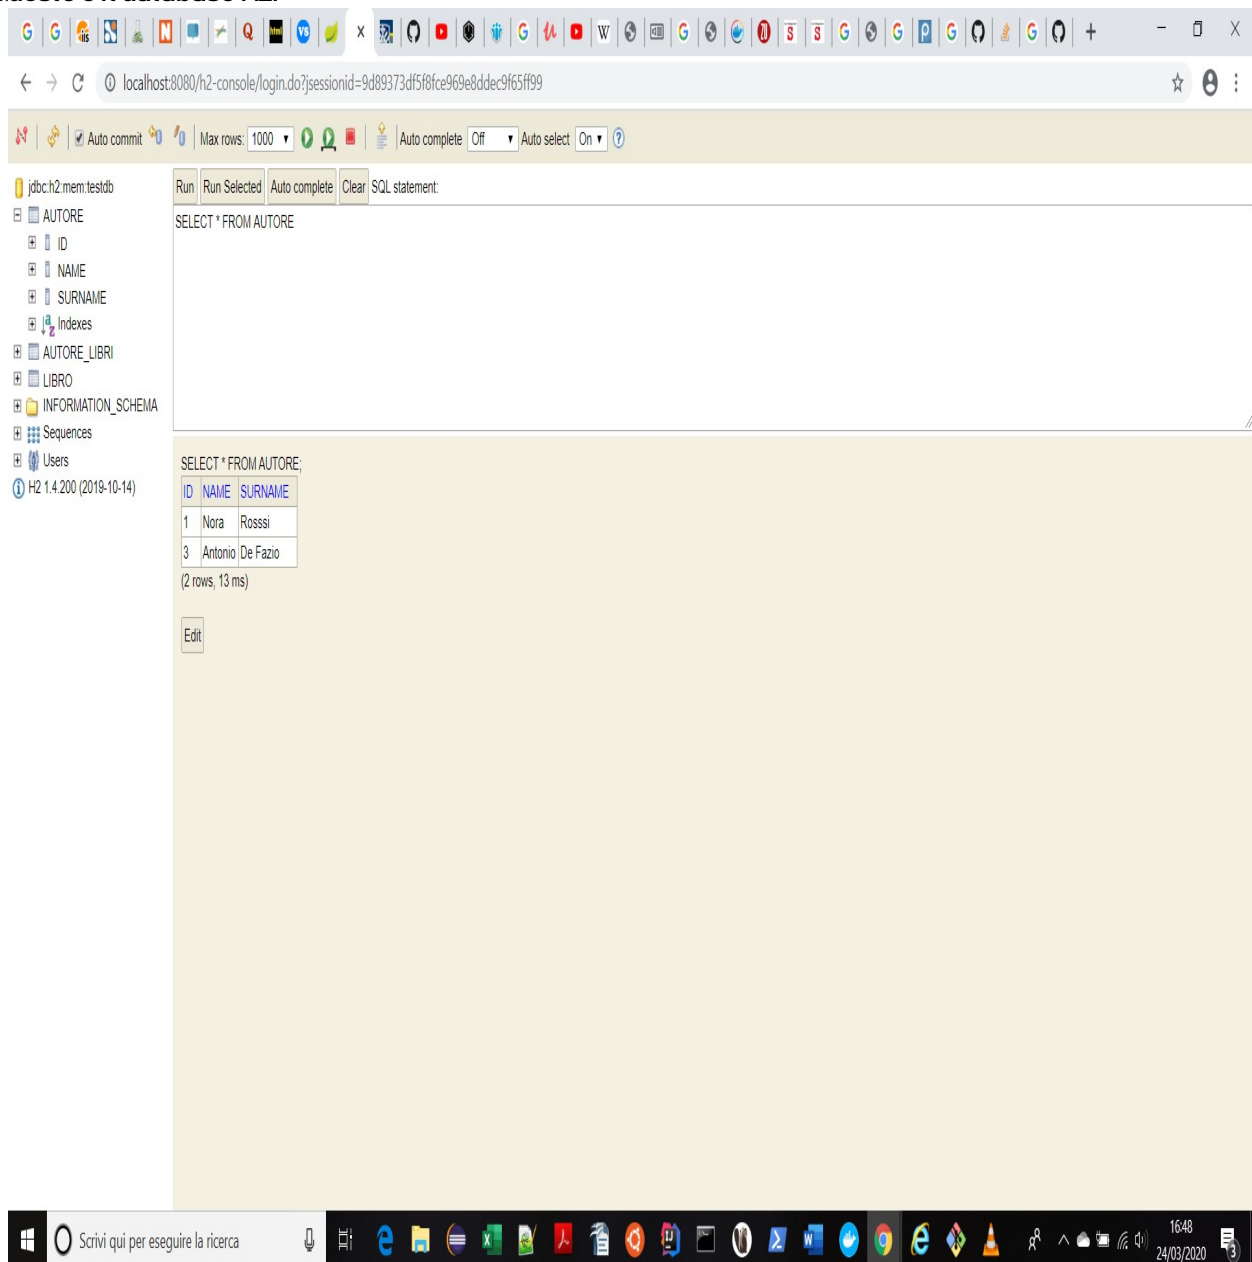 localhost:8080/h2-console/login.do?jsessionid=9d89373df5f8fce969e8ddec9f65ff99
Auto commit Max rows: 1000 Auto complete Off Auto select On
jdbc:h2:mem:testdb
AUTORE
ID
NAME
SURNAME
Indexes
AUTORE_LIBRI
LIBRO
INFORMATION_SCHEMA
Sequences
Users
H2 1.4.200 (2019-10-14)
Run Run Selected Auto complete Clear SQL statement:
SELECT * FROM AUTORE
SELECT * FROM AUTORE;
ID NAME SURNAME
1 Nora Rosssi
3 Antonio De Fazio
(2 rows, 13 ms)
Edit
Scrivi qui per eseguire la ricerca
16:48
24/03/2020
3